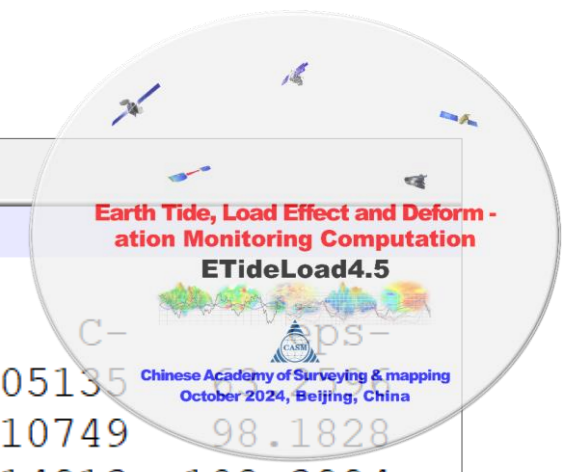 Earth Tide, Load Effect and Deform -
ation Monitoring Computation
ETideLoad4.5
C-
ps-
CASM
05135
Chinese Academy of Surveying & mapping
October 2024, Beijing, China
10749 98.1828